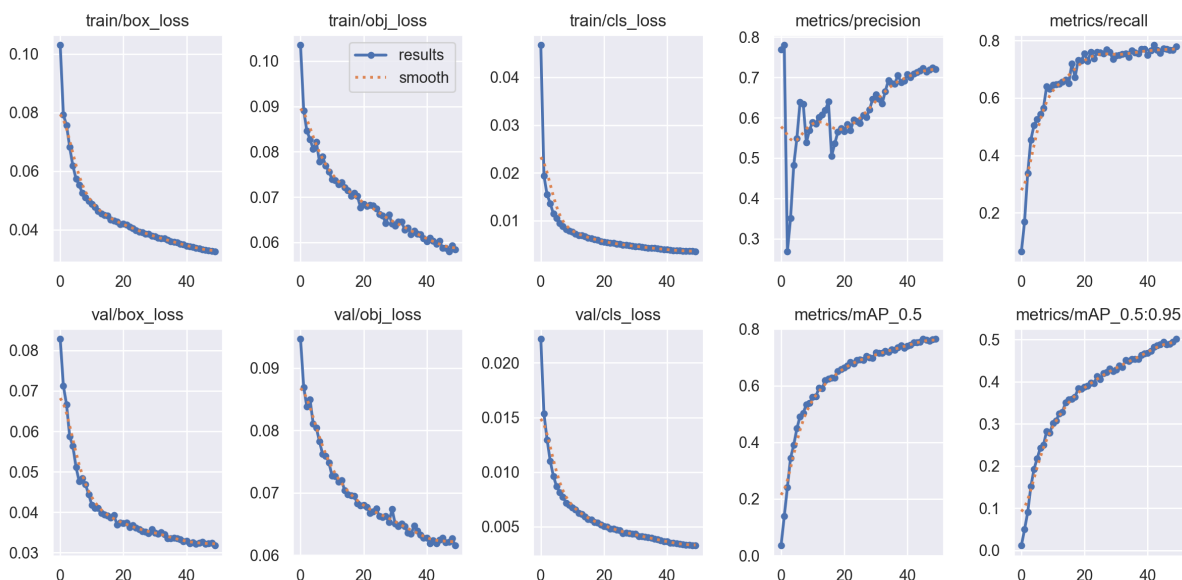 train/box_loss
train/obj_loss
train/cls_loss
metrics/precision
metrics/recall
results
smooth
0.10
0.08
0.06
0.04
0 20 40
0.10
0.09
0.08
0.07
0.06
0 20 40
0.04
0.03
0.02
0.01
0 20 40
0.8
0.7
0.6
0.5
0.4
0.3
0 20 40
0.8
0.6
0.4
0.2
0 20 40
val/box_loss
val/obj_loss
val/cls_loss
metrics/mAP_0.5
metrics/mAP_0.5:0.95
0.08
0.07
0.06
0.05
0.04
0.03
0 20 40
0.09
0.08
0.07
0.06
0 20 40
0.020
0.015
0.010
0.005
0 20 40
0.8
0.6
0.4
0.2
0.0
0 20 40
0.5
0.4
0.3
0.2
0.1
0.0
0 20 40